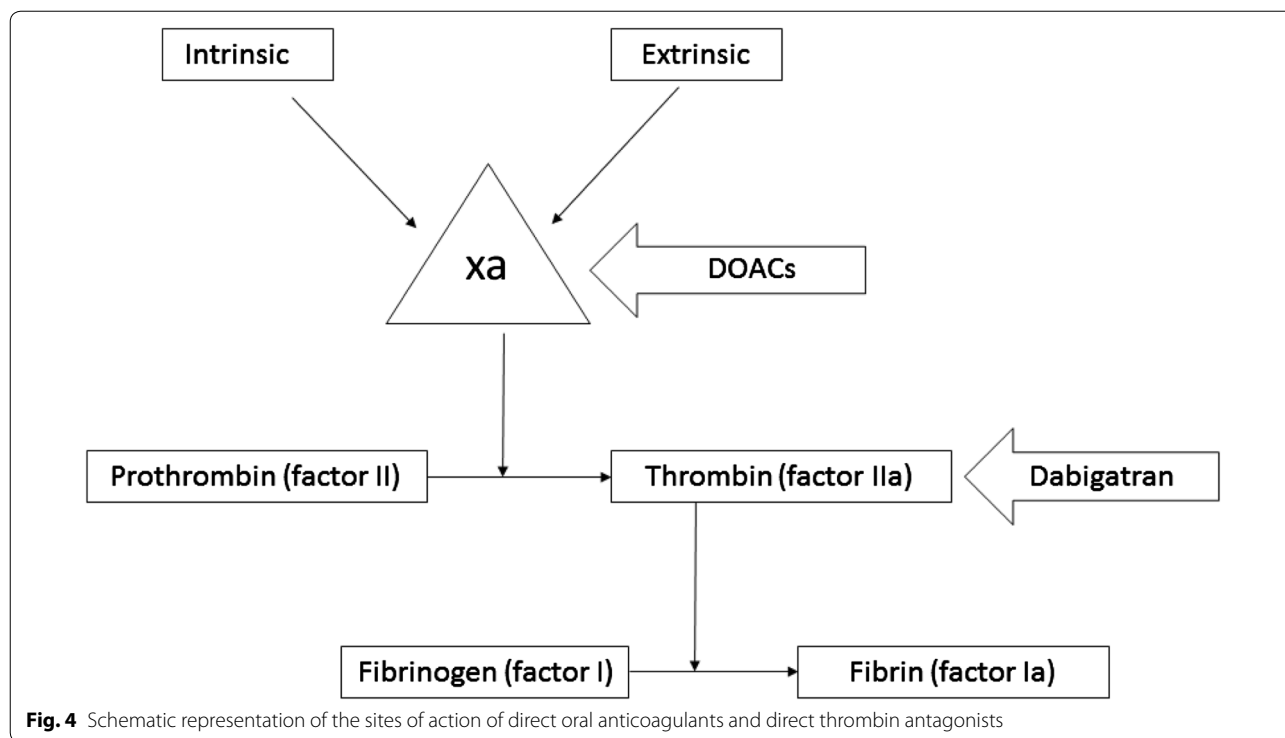 Intrinsic
Extrinsic
xa
DOACs
Prothrombin (factor II)
Thrombin (factor IIa)
Dabigatran
Fibrinogen (factor I)
Fibrin (factor Ia)
Fig. 4 Schematic representation of the sites of action of direct oral anticoagulants and direct thrombin antagonists